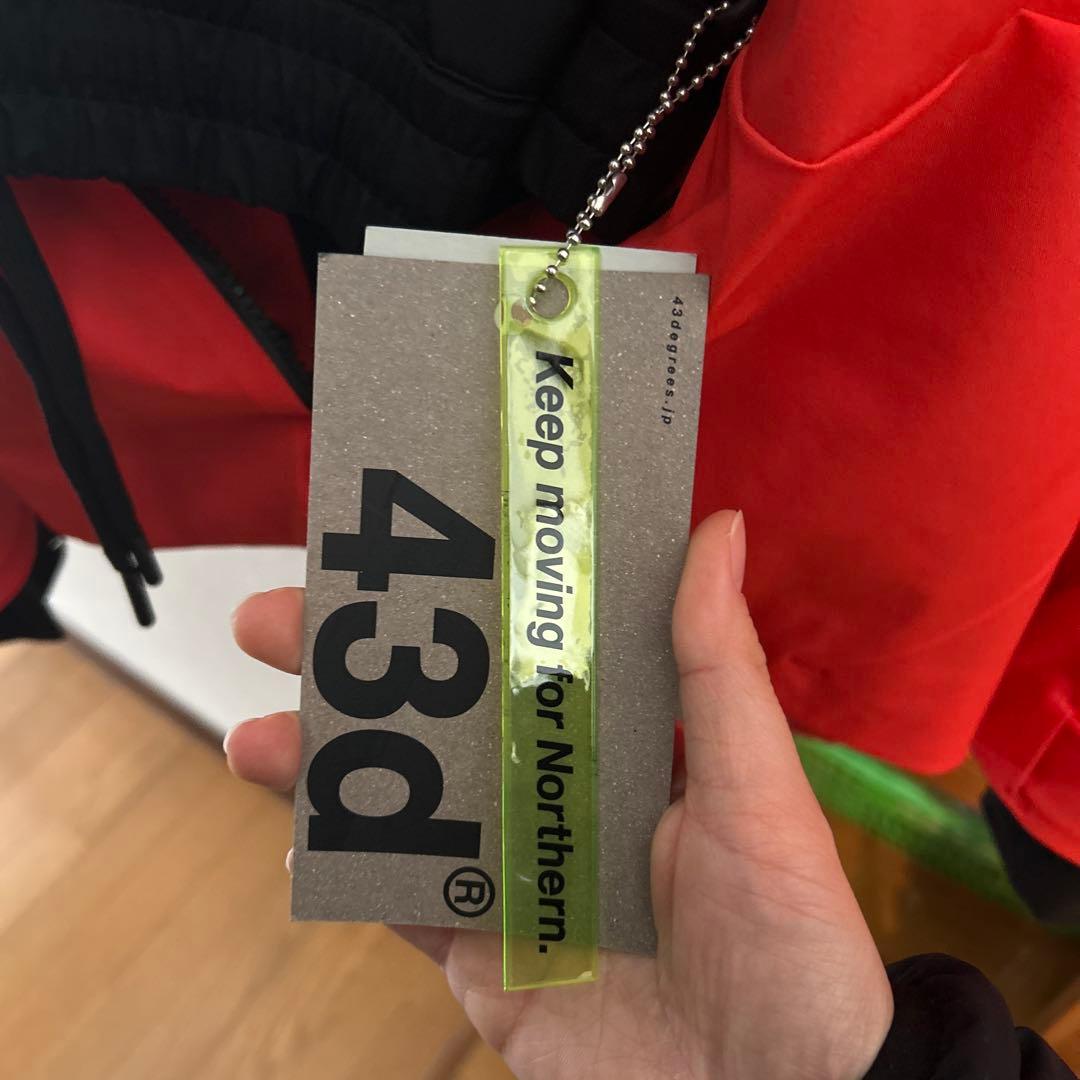 43degrees.jp
Keep moving for Northern.
43d®